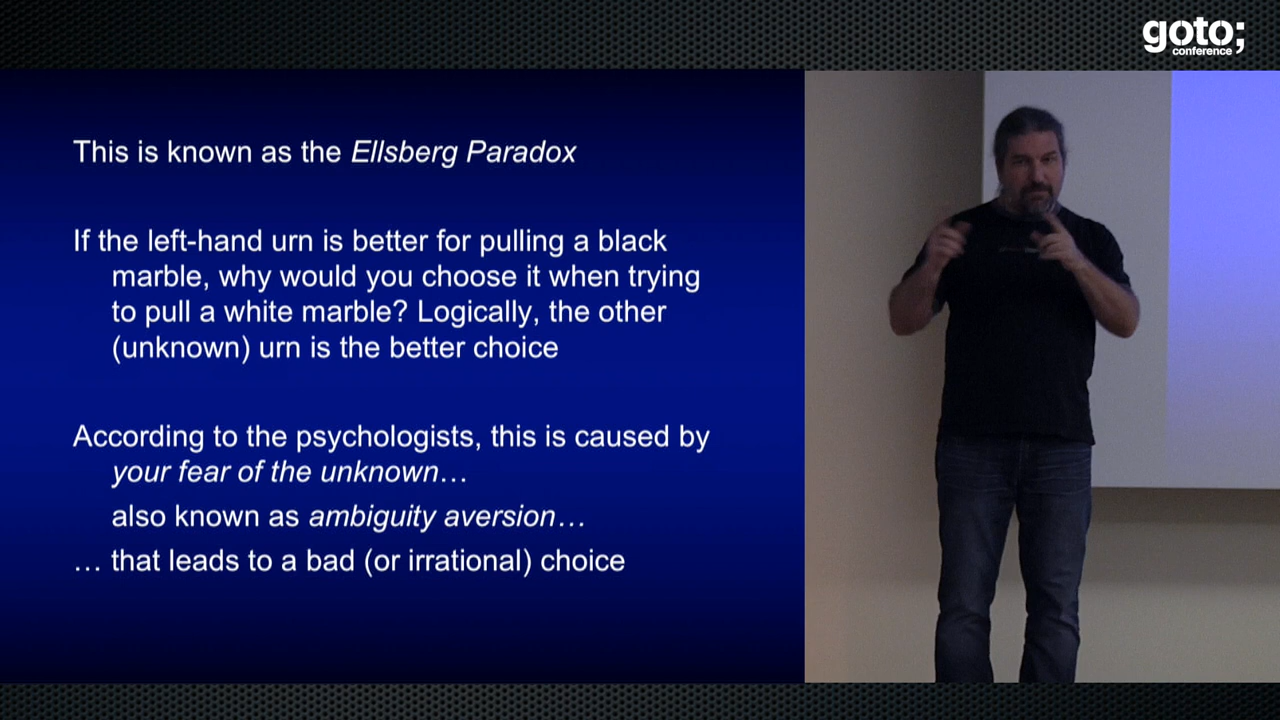 goto;
conference
This is known as the Ellsberg Paradox
If the left-hand urn is better for pulling a black
marble, why would you choose it when trying
to pull a white marble? Logically, the other
(unknown) urn is the better choice
According to the psychologists, this is caused by
your fear of the unknown…
also known as ambiguity aversion…
… that leads to a bad (or irrational) choice